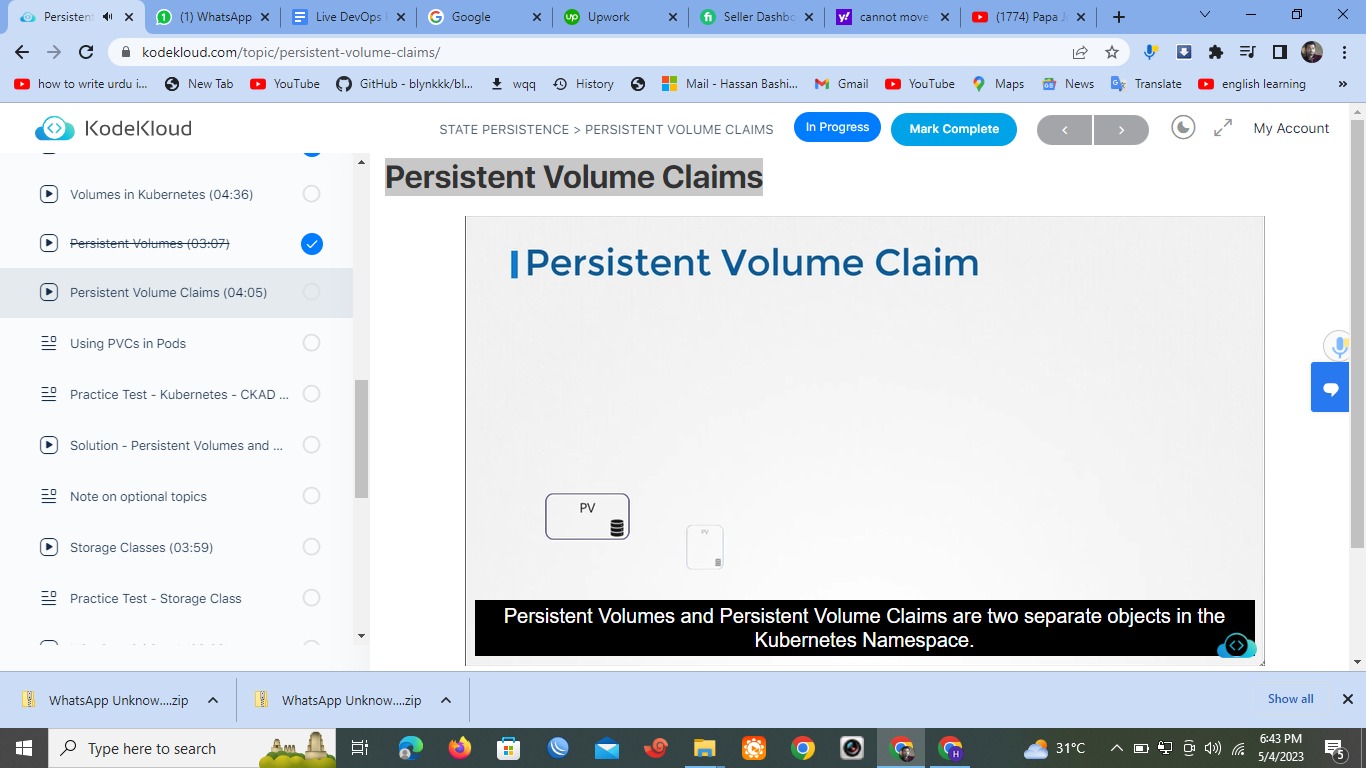 Persistent
(1) WhatsApp
Live DevOps
Google
Upwork
Seller Dashbo
cannot move
(1774) Papa J
kodekloud.com/topic/persistent-volume-claims/
how to write urdu i...
New Tab
YouTube
GitHub - blynkkk/bl...
wqq
History
Mail - Hassan Bashi...
Gmail
YouTube
Maps
News
Translate
english learning
KodeKloud
STATE PERSISTENCE > PERSISTENT VOLUME CLAIMS
In Progress
Mark Complete
My Account
Volumes in Kubernetes (04:36)
Persistent Volumes (03:07)
Persistent Volume Claims (04:05)
Using PVCs in Pods
Practice Test - Kubernetes - CKAD ...
Solution - Persistent Volumes and ...
Note on optional topics
Storage Classes (03:59)
Practice Test - Storage Class
Persistent Volume Claims
Persistent Volume Claim
PV
PV
Persistent Volumes and Persistent Volume Claims are two separate objects in the
Kubernetes Namespace.
WhatsApp Unknow....zip
WhatsApp Unknow....zip
Show all
Type here to search
H
31°C
6:43 PM
5/4/2023
5